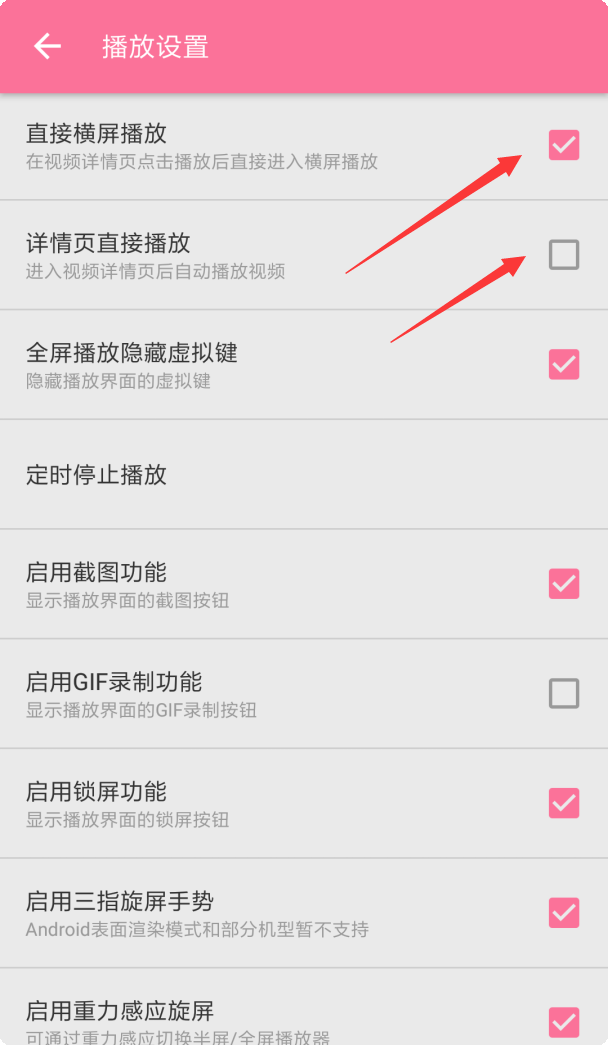 播放设置
直接横屏播放
在视频详情页点击播放后直接进入横屏播放
详情页直接播放
进入视频详情页后自动播放视频
全屏播放隐藏虚拟键
隐藏播放界面的虚拟键
定时停止播放
启用截图功能
显示播放界面的截图按钮
启用GIF录制功能
显示播放界面的GIF录制按钮
启用锁屏功能
显示播放界面的锁屏按钮
启用三指旋屏手势
Android表面渲染模式和部分机型暂不支持
启用重力感应旋屏
可通过重力感应切换半屏/全屏播放器